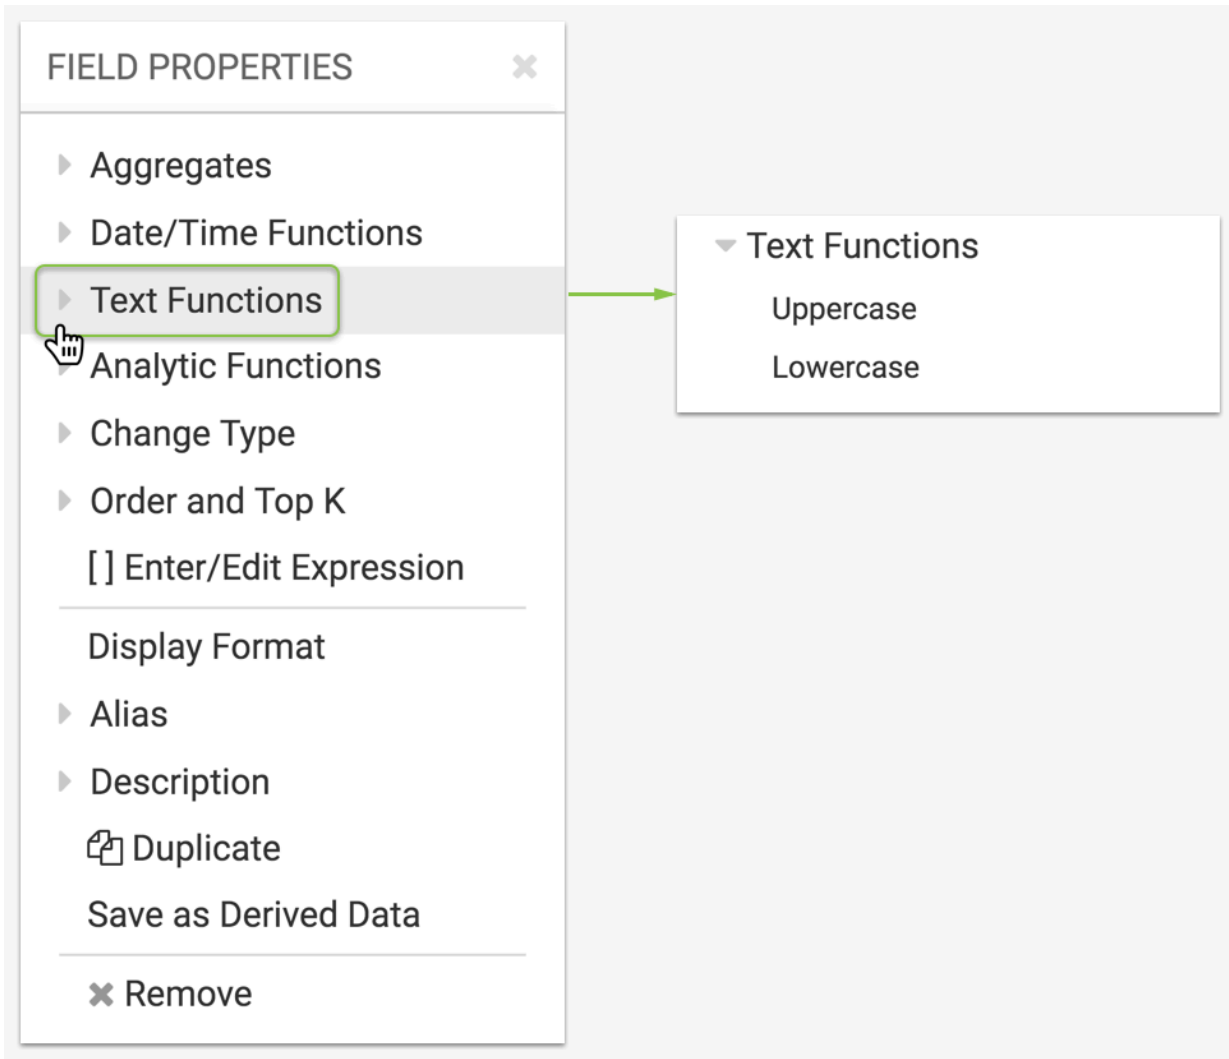 FIELD PROPERTIES
Aggregates
Date/Time Functions
Text Functions
Analytic Functions
Change Type
Order and Top K
[ ] Enter/Edit Expression
Display Format
Alias
Description
Duplicate
Save as Derived Data
Remove
Text Functions
Uppercase
Lowercase